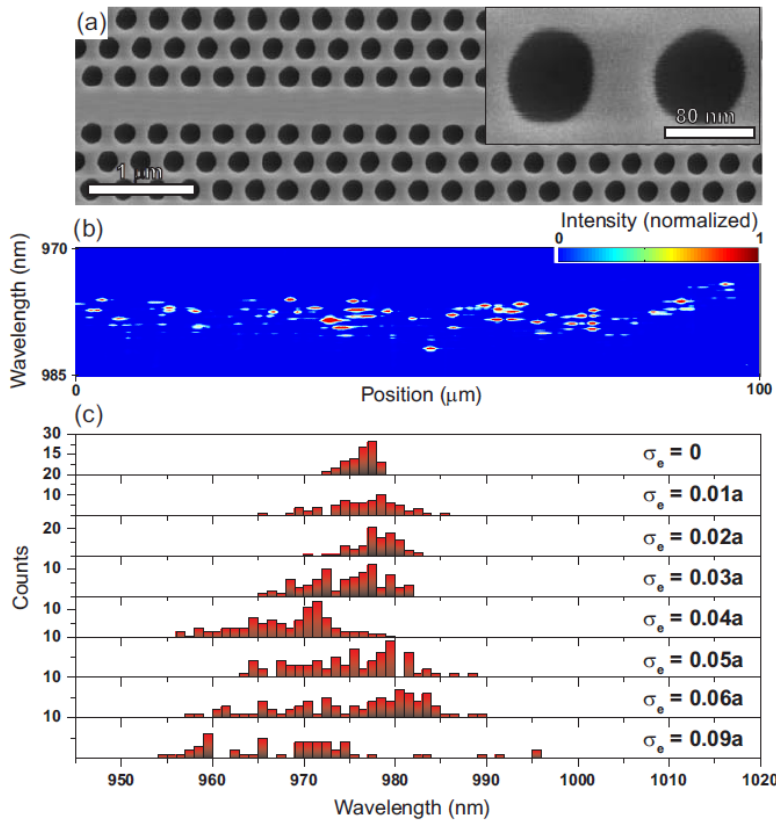 (a)
80 nm
1 μm
(b)
Intensity (normalized)
0 1
Wavelength (nm)
970
985
0 100
Position (μm)
(c)
Counts
30
15
20
σe = 0
10
σe = 0.01a
20
σe = 0.02a
10
σe = 0.03a
10
10
σe = 0.04a
10
σe = 0.05a
10
σe = 0.06a
σe = 0.09a
950 960 970 980 990 1000 1010 1020
Wavelength (nm)